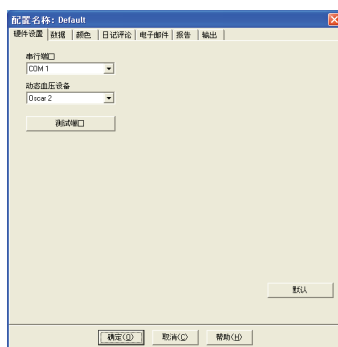 配置名称: Default
硬件设置 数据 颜色 日记评论 电子邮件 报告 输出
串行端口
COM 1
动态血压设备
Oscar 2
测试端口
默认
确定(O) 取消(C) 帮助(H)